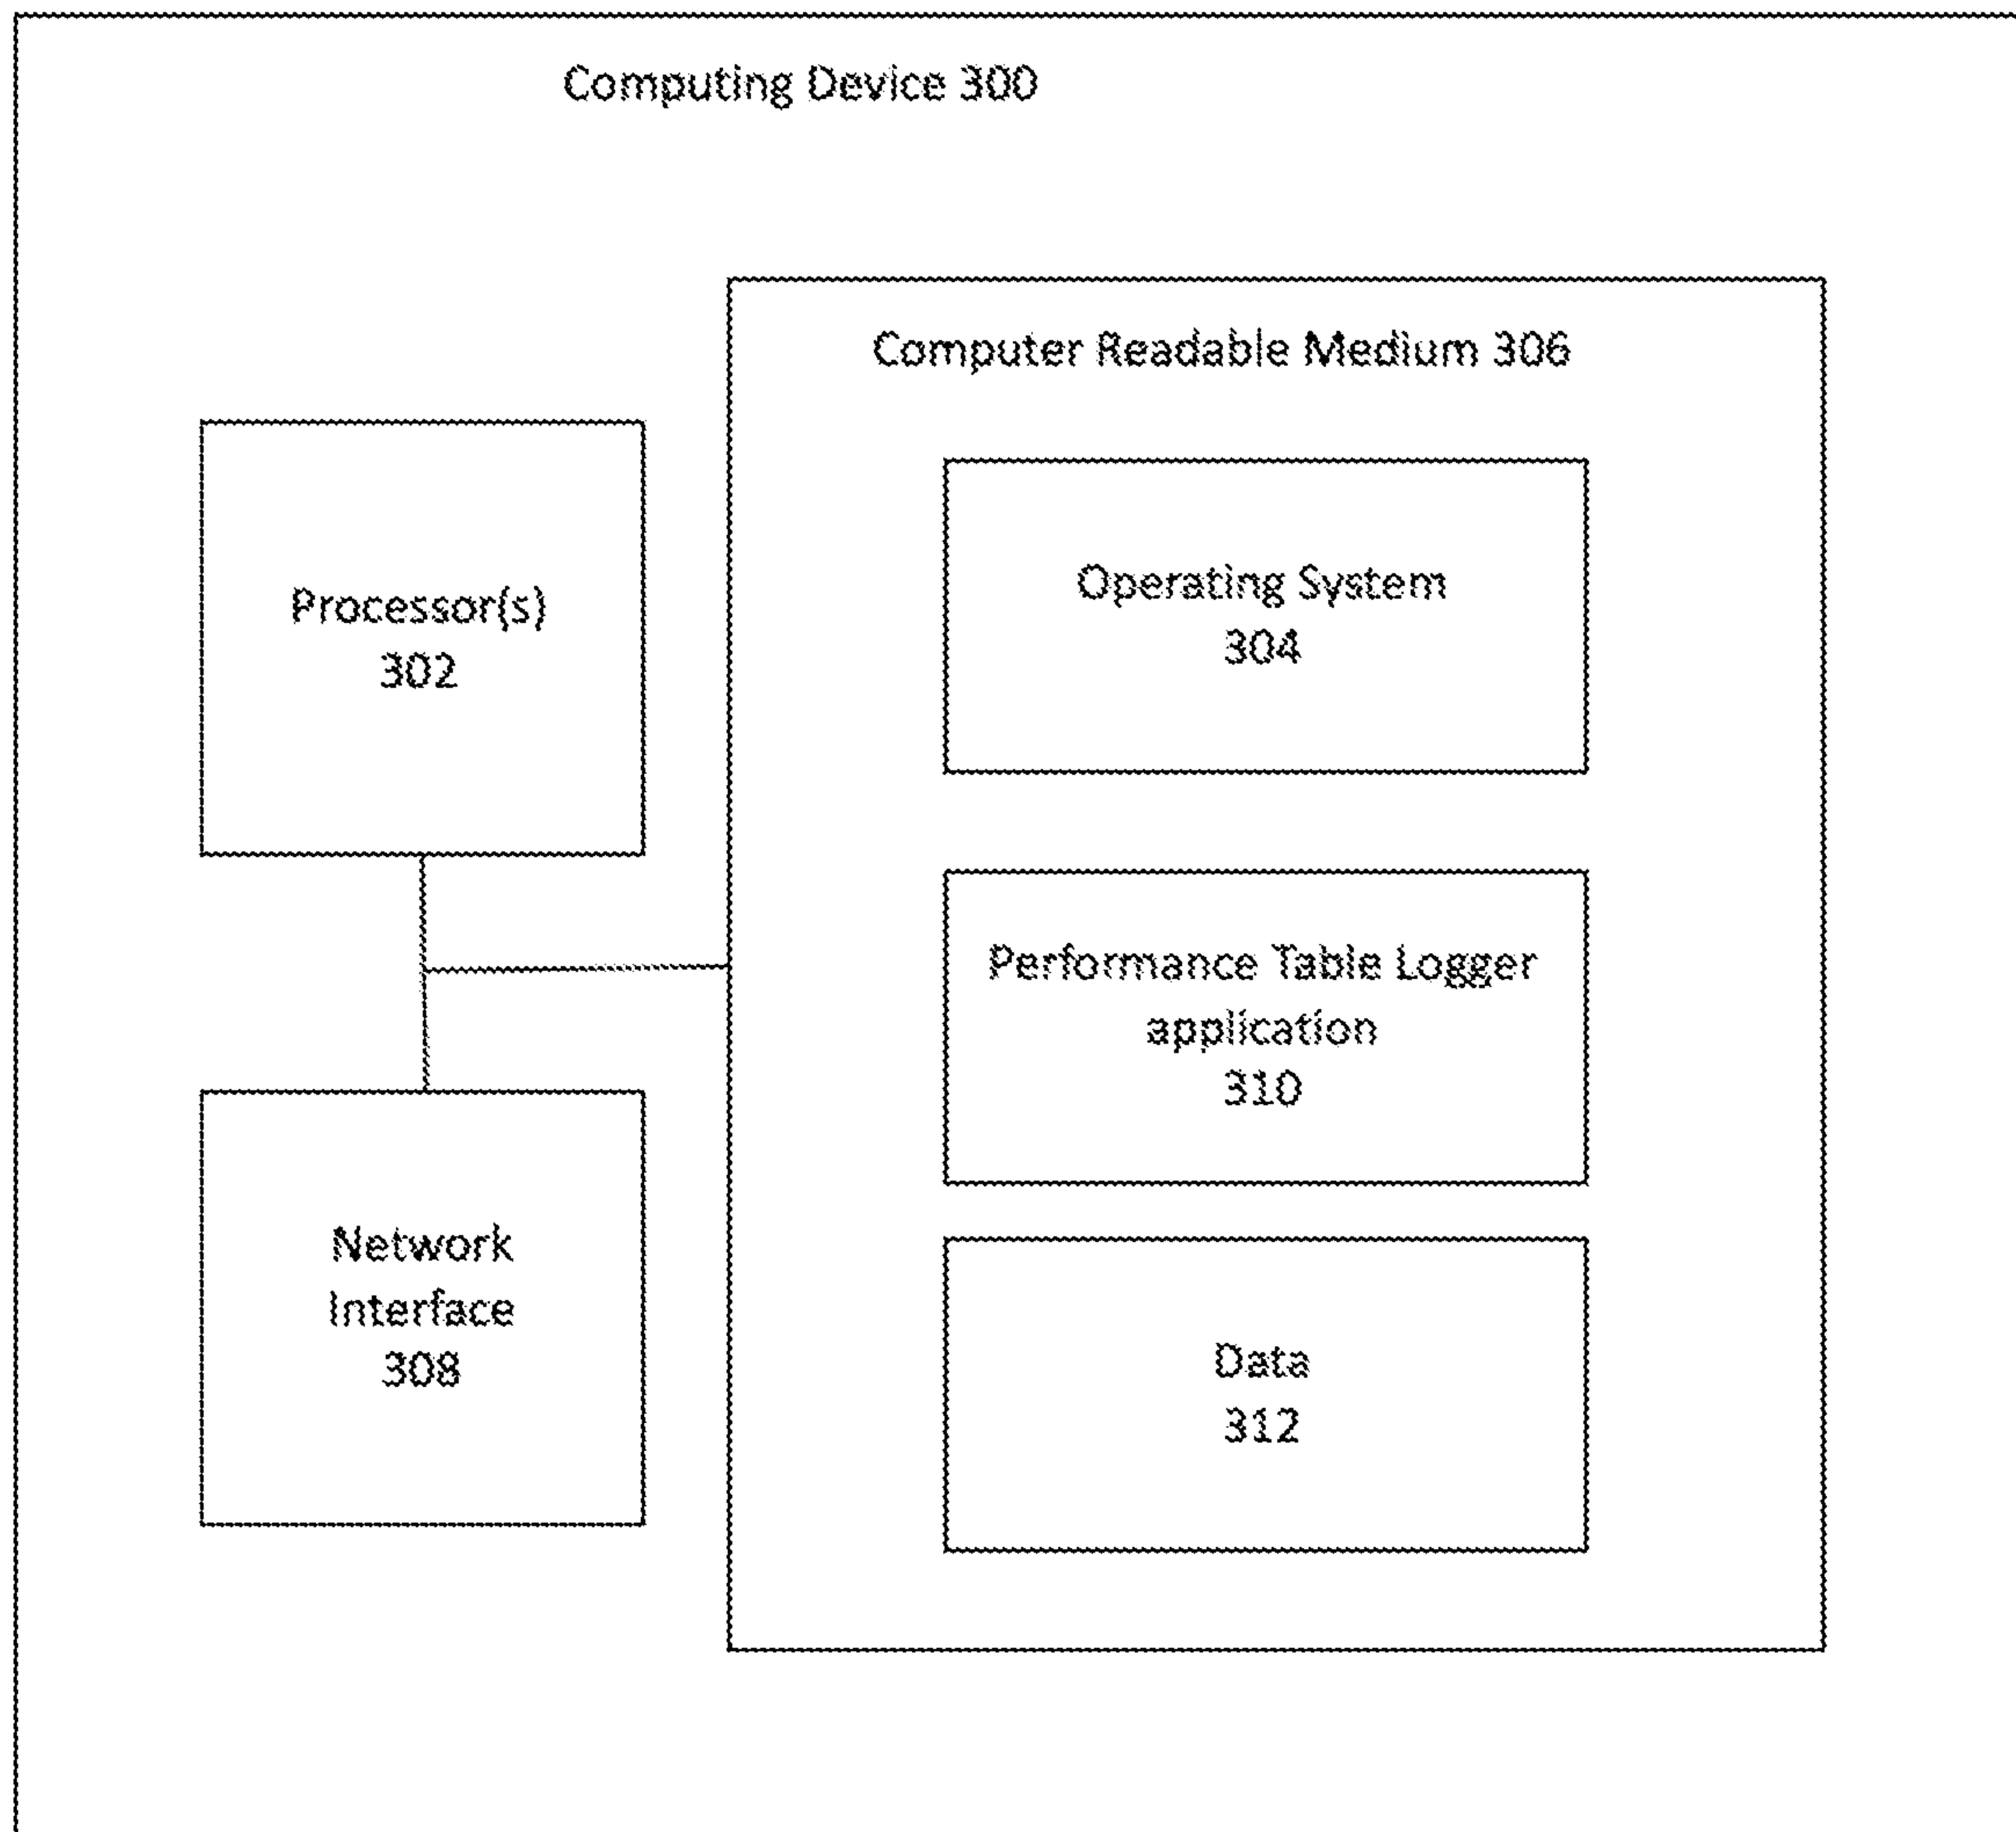 Computing Device 300
Computer Readable Medium 306
Processor(s)
302
Operating System
304
Performance Table Logger
application
310
Network
Interface
308
Data
312